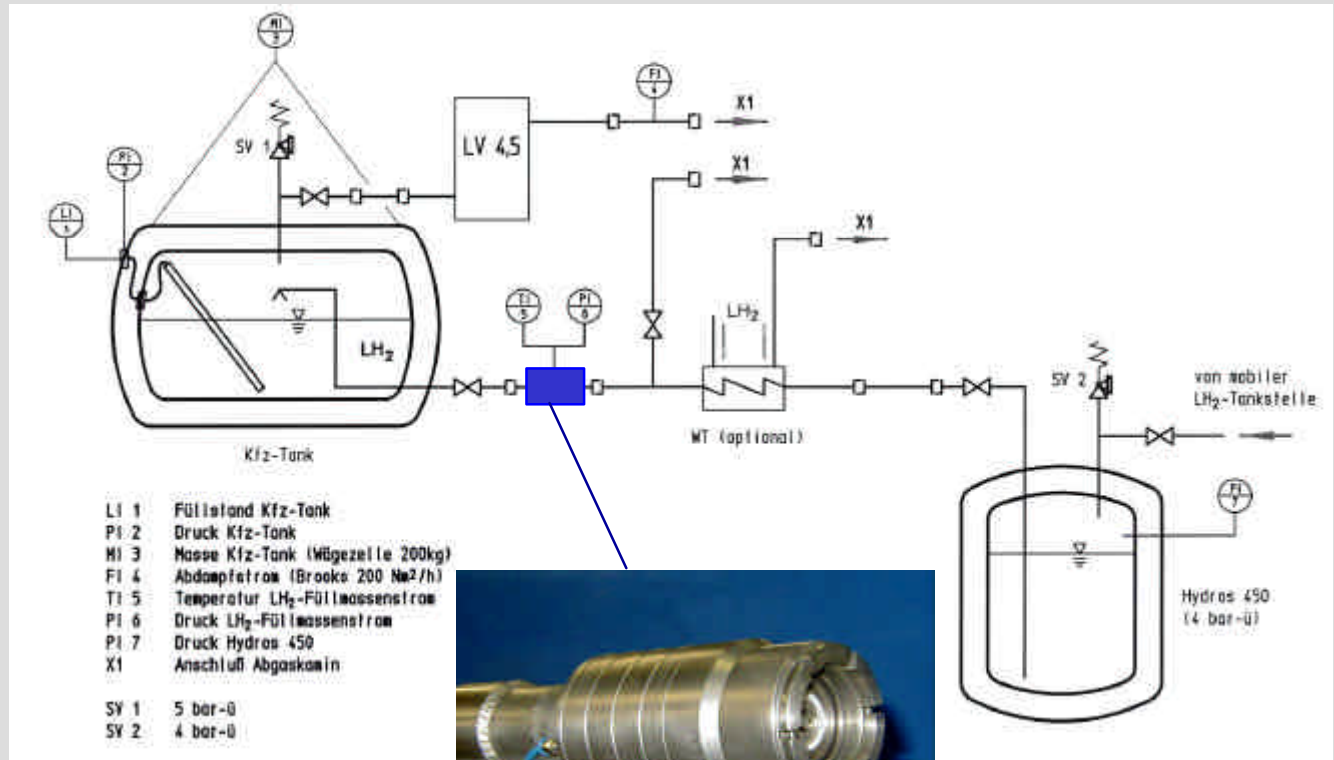 MI
3
FI
4
X1
SV 1
LV 4,5
PI
2
X1
LI
1
X1
TI
5
PI
6
LH₂
LH₂
SV 2
von mobiler
LH₂-Tankstelle
WT (optional)
Kfz-Tank
PI
7
LI 1 Füllstand Kfz-Tank
PI 2 Druck Kfz-Tank
MI 3 Masse Kfz-Tank (Wägezelle 200kg)
FI 4 Abdampfstrom (Brooks 200 Nm²/h)
TI 5 Temperatur LH₂-Füllmassenstrom
PI 6 Druck LH₂-Füllmassenstrom
PI 7 Druck Hydros 450
X1 Anschluß Abgaskamin
Hydros 450
(4 bar-ü)
SV 1 5 bar-ü
SV 2 4 bar-ü